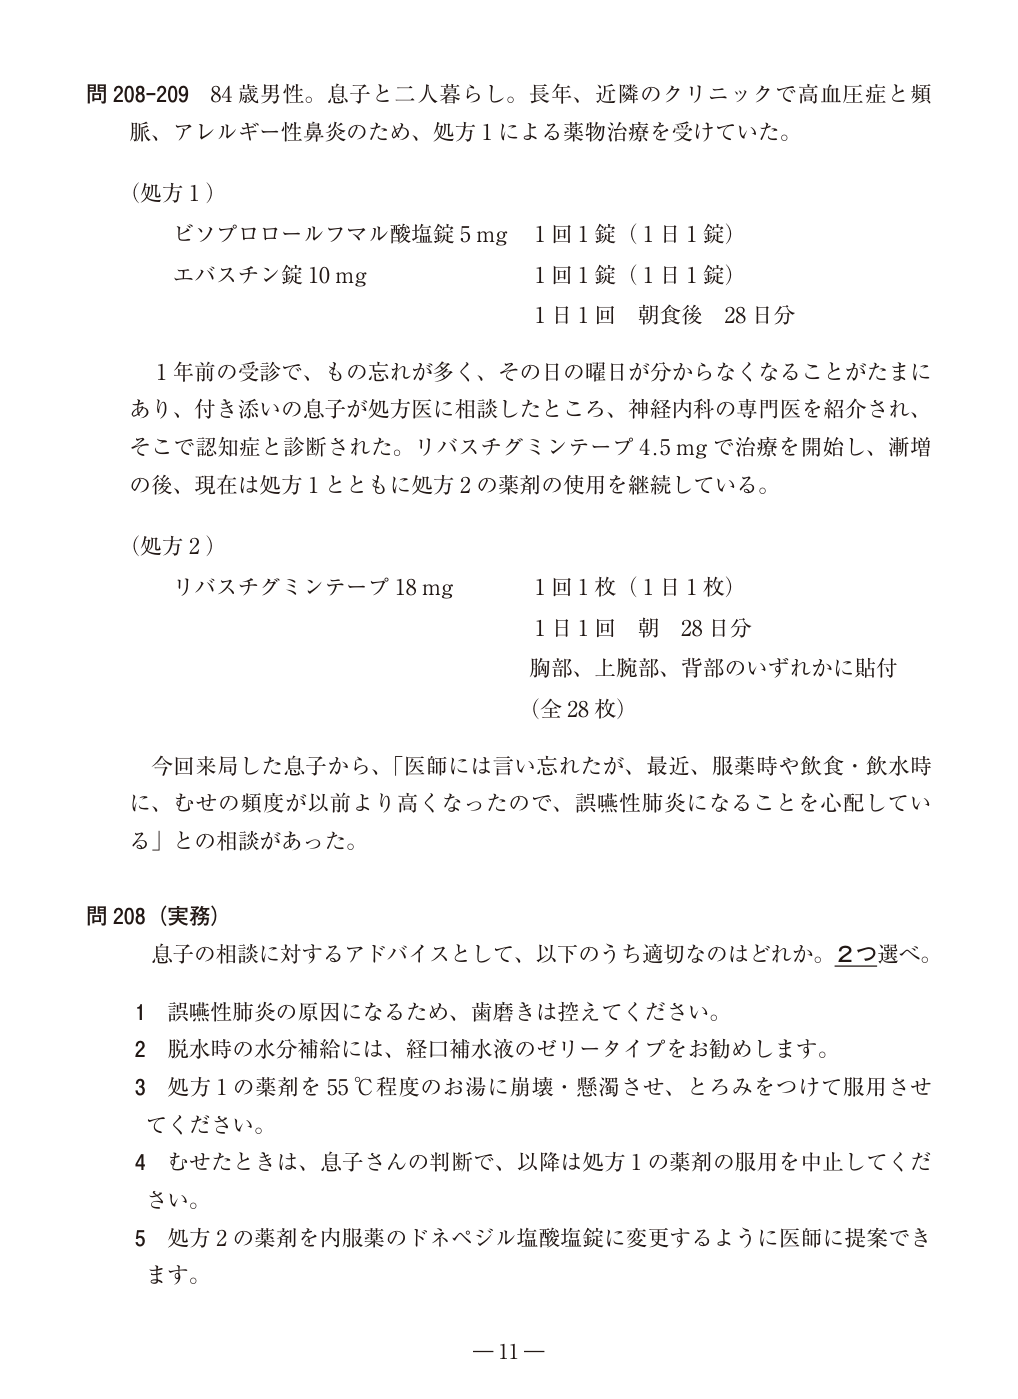 問 208-209　84 歳男性。息子と二人暮らし。長年、近隣のクリニックで高血圧症と頻
脈、アレルギー性鼻炎のため、処方 1 による薬物治療を受けていた。
（処方 1 ）
ビソプロロールフマル酸塩錠 5 mg　1 回 1 錠（ 1 日 1 錠）
エバスチン錠 10 mg　1 回 1 錠（ 1 日 1 錠）
1 日 1 回　朝食後　28 日分
1 年前の受診で、もの忘れが多く、その日の曜日が分からなくなることがたまに
あり、付き添いの息子が処方医に相談したところ、神経内科の専門医を紹介され、
そこで認知症と診断された。リバスチグミンテープ 4.5 mg で治療を開始し、漸増
の後、現在は処方 1 とともに処方 2 の薬剤の使用を継続している。
（処方 2 ）
リバスチグミンテープ 18 mg　1 回 1 枚（ 1 日 1 枚）
1 日 1 回　朝　28 日分
胸部、上腕部、背部のいずれかに貼付
（全 28 枚）
今回来局した息子から、「医師には言い忘れたが、最近、服薬時や飲食・飲水時
に、むせの頻度が以前より高くなったので、誤嚥性肺炎になることを心配してい
る」との相談があった。
問 208（実務）
息子の相談に対するアドバイスとして、以下のうち適切なのはどれか。2つ選べ。
1　誤嚥性肺炎の原因になるため、歯磨きは控えてください。
2　脱水時の水分補給には、経口補水液のゼリータイプをお勧めします。
3　処方 1 の薬剤を 55 ℃程度のお湯に崩壊・懸濁させ、とろみをつけて服用させ
てください。
4　むせたときは、息子さんの判断で、以降は処方 1 の薬剤の服用を中止してくだ
さい。
5　処方 2 の薬剤を内服薬のドネペジル塩酸塩錠に変更するように医師に提案でき
ます。
― 11 ―